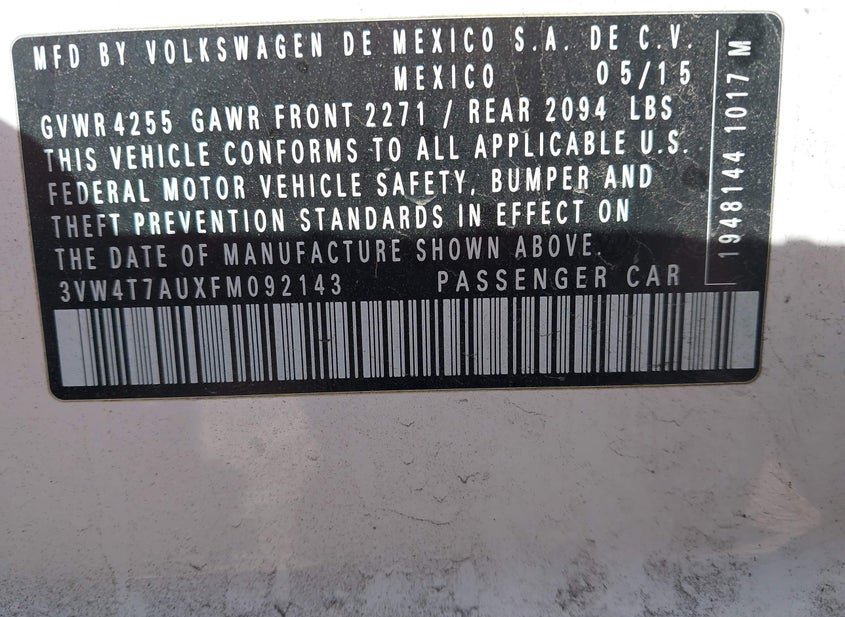 MFD BY VOLKSWAGEN DE MEXICO S.A. DE C.V.
MEXICO 05/15
GVWR 4255 GAWR FRONT 2271 / REAR 2094 LBS
THIS VEHICLE CONFORMS TO ALL APPLICABLE U.S.
FEDERAL MOTOR VEHICLE SAFETY, BUMPER AND
THEFT PREVENTION STANDARDS IN EFFECT ON
THE DATE OF MANUFACTURE SHOWN ABOVE.
3VW4T7AUXFM092143 PASSENGER CAR
1948144 1017 M